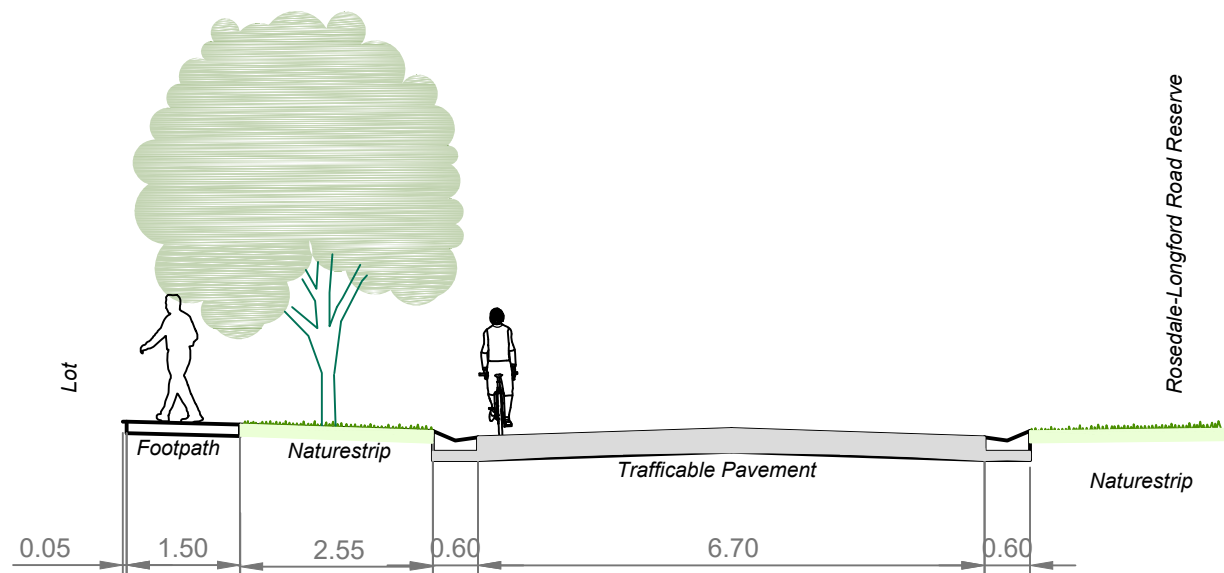 Rosedale-Longford Road Reserve
Lot
Footpath
Naturestrip
Trafficable Pavement
Naturestrip
0.05 1.50 2.55 0.60 6.70 0.60